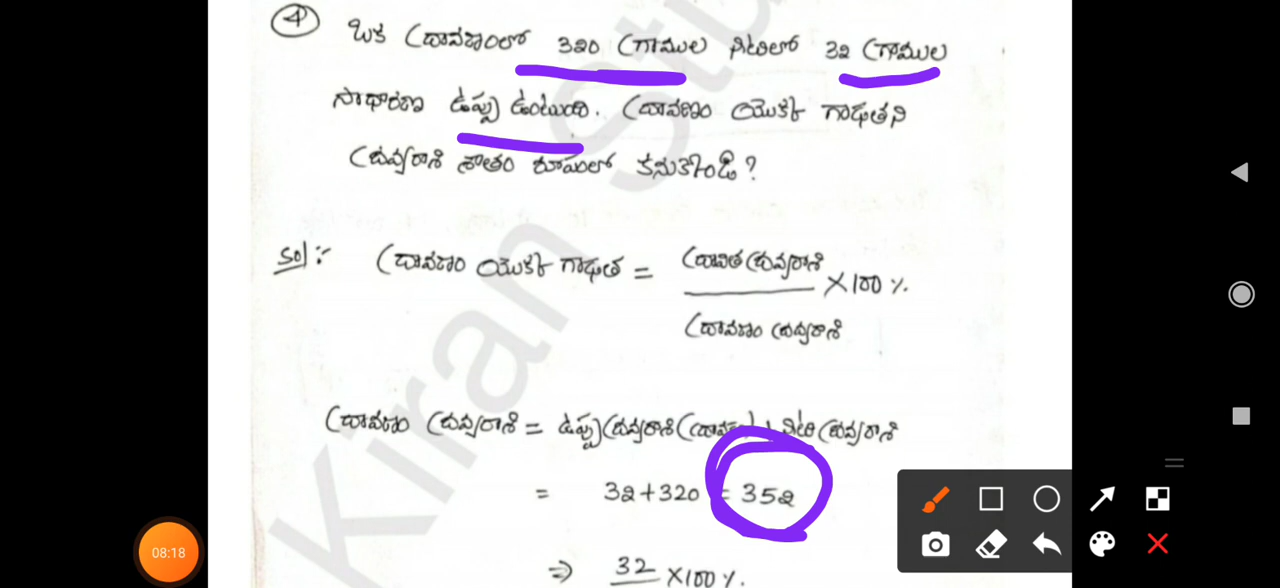 ④ ఒక ద్రావణంలో 320 గ్రాముల నీటిలో 32 గ్రాముల
సాధారణ ఉప్పు ఉంటుంది. ద్రావణం యొక్క గాఢతని
ద్రవ్యరాశి శాతం రూపంలో కనుక్కోండి?
Sol :- ద్రావణం యొక్క గాఢత = ద్రావిత ద్రవ్యరాశి
× 100 %.
ద్రావణం ద్రవ్యరాశి
ద్రావణం ద్రవ్యరాశి = ఉప్పు ద్రవ్యరాశి నీటి ద్రవ్యరాశి
= 32+320 = 352
⇒ 32 × 100 %.
Kiran
08:18